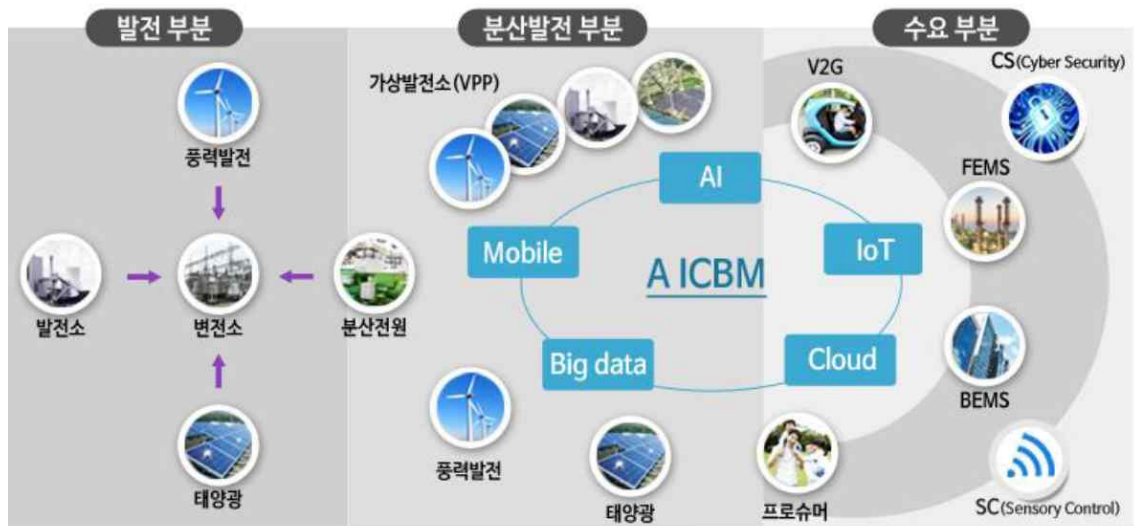 발전 부분
분산발전 부분
수요 부분
풍력발전
발전소
변전소
분산전원
태양광
가상발전소(VPP)
AI
Mobile
IoT
A ICBM
Big data
Cloud
풍력발전
태양광
V2G
CS(Cyber Security)
FEMS
BEMS
프로슈머
SC(Sensory Control)